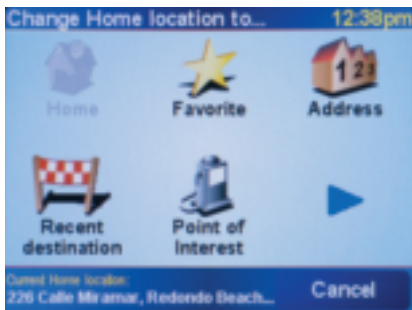 Change Home location to... 12:38pm
Home Favorite Address
123
Recent destination
Point of Interest
Current Home location:
226 Calle Miramar, Redondo Beach...
Cancel